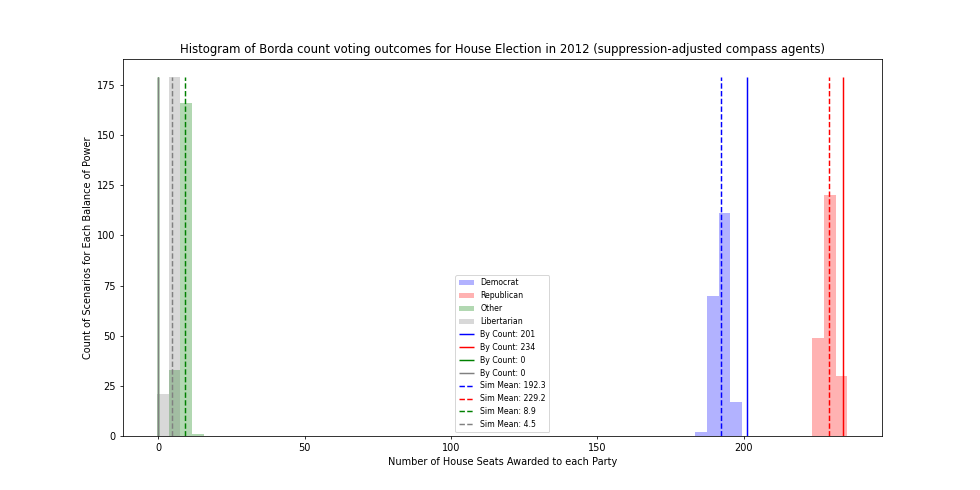 Histogram of Borda count voting outcomes for House Election in 2012 (suppression-adjusted compass agents)
Count of Scenarios for Each Balance of Power
175
150
125
100
75
50
25
0
Democrat
Republican
Other
Libertarian
By Count: 201
By Count: 234
By Count: 0
By Count: 0
Sim Mean: 192.3
Sim Mean: 229.2
Sim Mean: 8.9
Sim Mean: 4.5
0 50 100 150 200
Number of House Seats Awarded to each Party